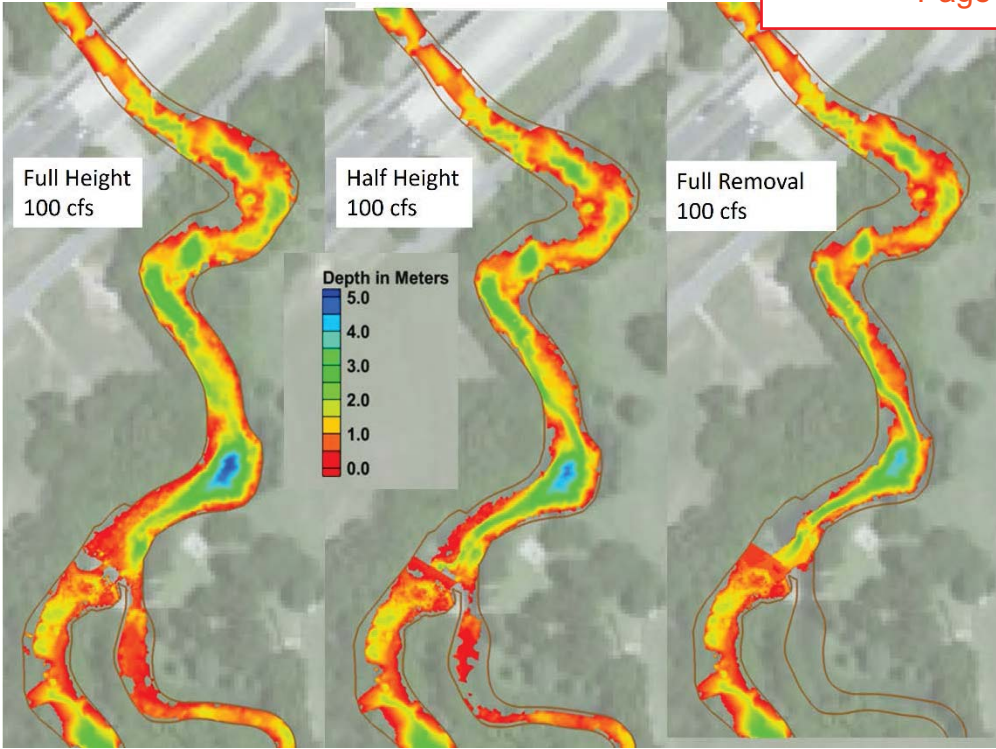 Page
Full Height
100 cfs
Half Height
100 cfs
Full Removal
100 cfs
Depth in Meters
5.0
4.0
3.0
2.0
1.0
0.0